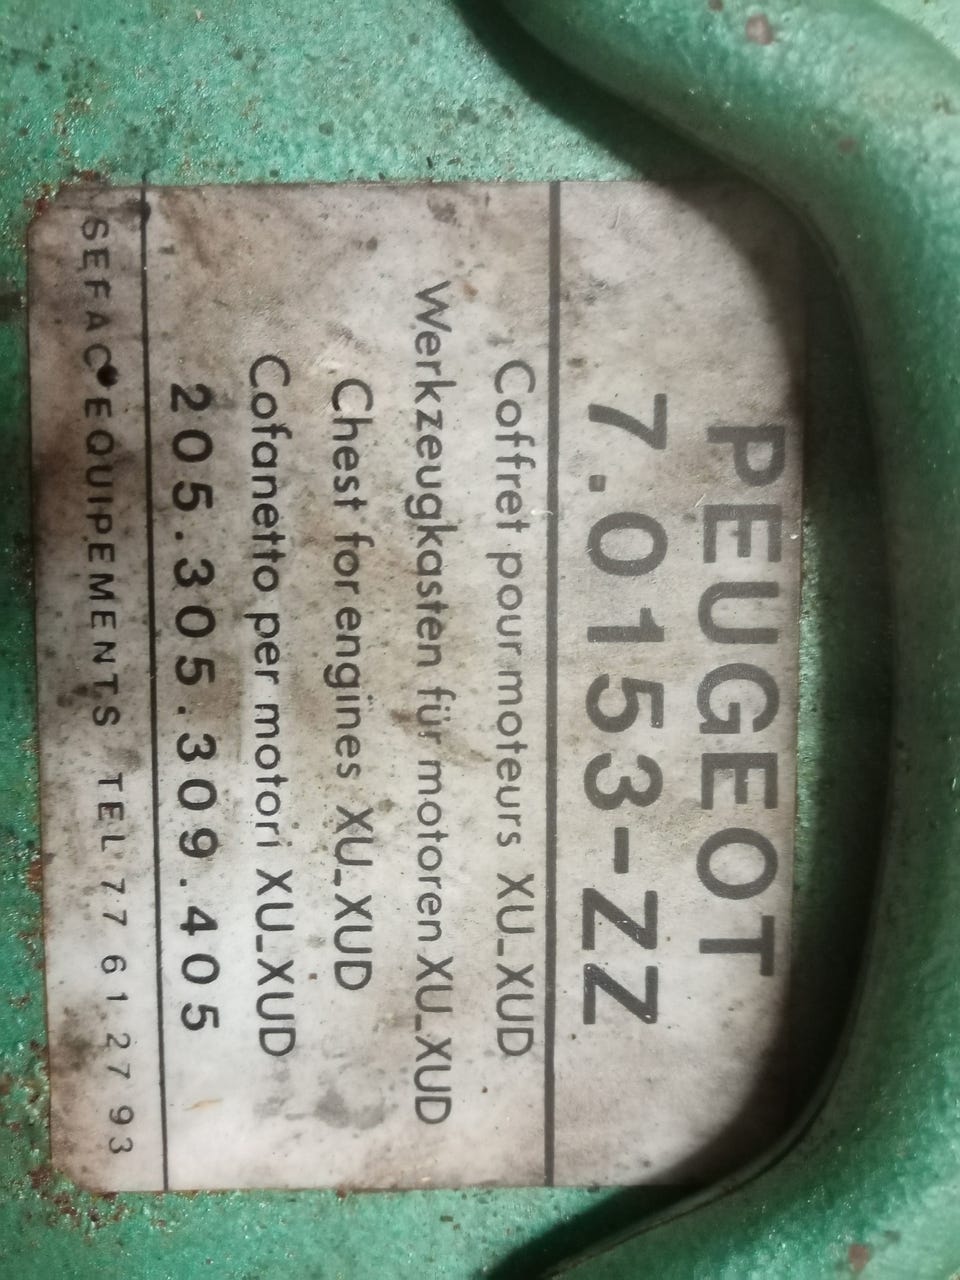 PEUGEOT
7.0153-ZZ
Coffret pour moteurs XU_XUD
Werkzeugkasten für motoren XU_XUD
Chest for engines XU_XUD
Cofanetto per motori XU_XUD
205.305.309.405
SEFAC EQUIPEMENTS TEL 77 61 27 93